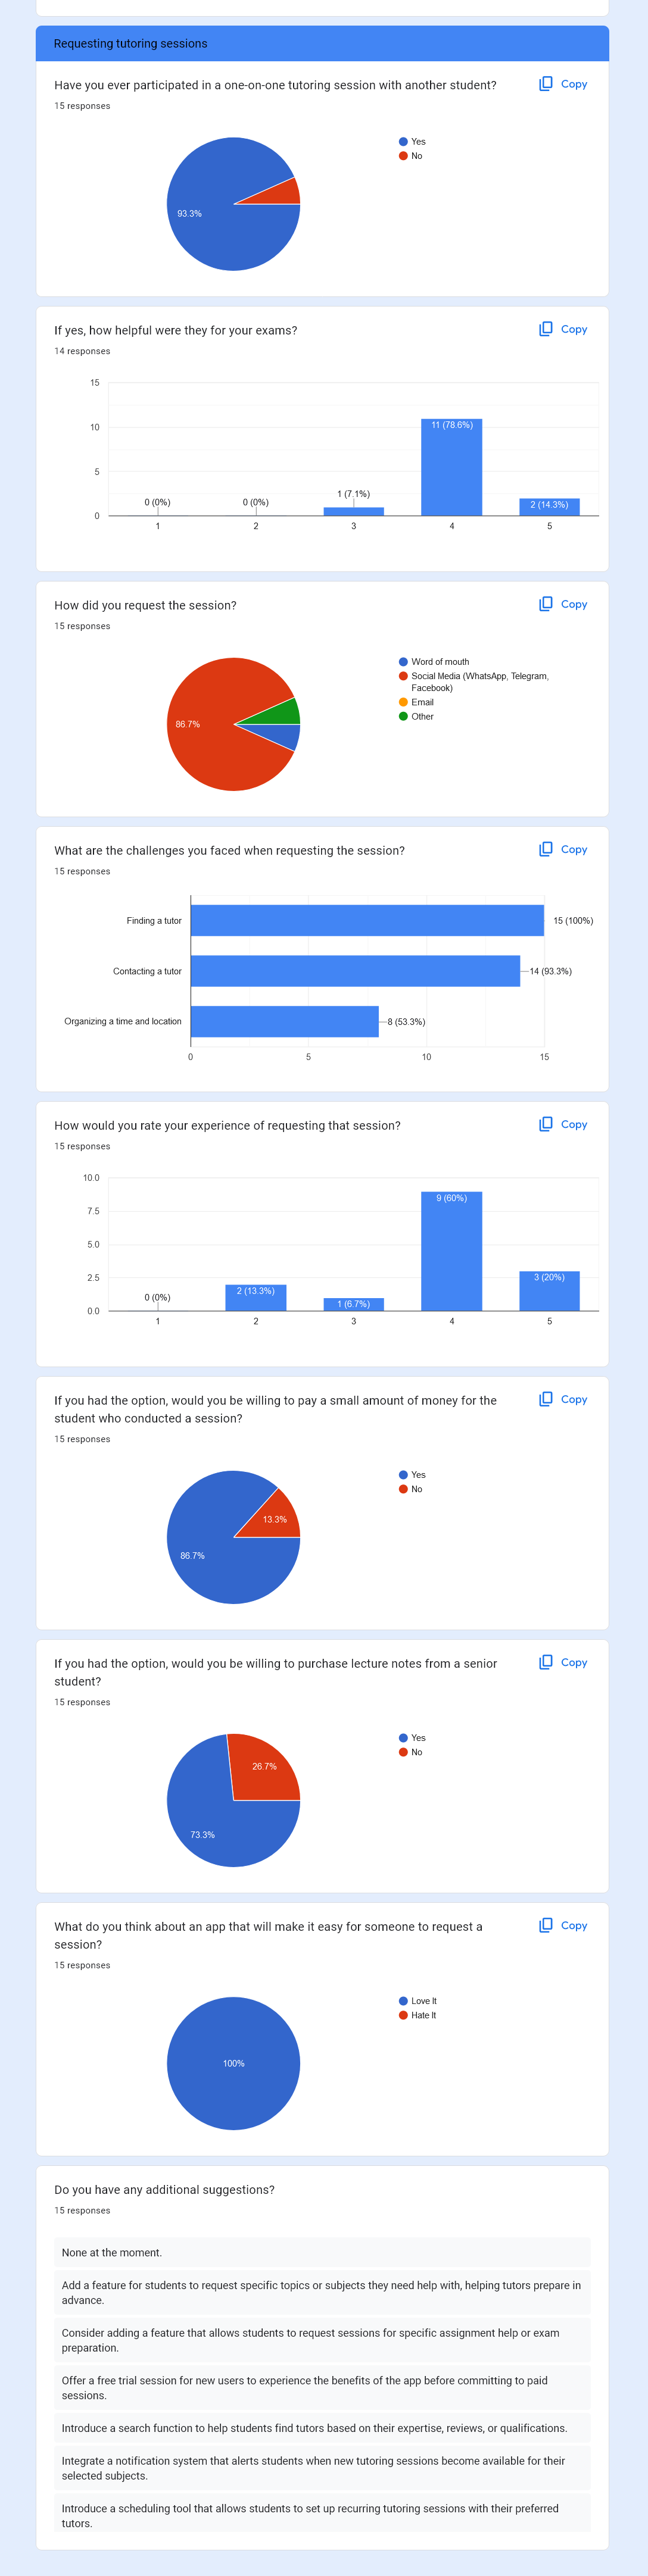 Requesting tutoring sessions
Have you ever participated in a one-on-one tutoring session with another student?
Copy
15 responses
Yes
No
93.3%
If yes, how helpful were they for your exams?
Copy
14 responses
15
10
5
0
0 (0%)
0 (0%)
1 (7.1%)
11 (78.6%)
2 (14.3%)
1
2
3
4
5
How did you request the session?
Copy
15 responses
Word of mouth
Social Media (WhatsApp, Telegram,
Facebook)
Email
Other
86.7%
What are the challenges you faced when requesting the session?
Copy
15 responses
Finding a tutor
15 (100%)
Contacting a tutor
14 (93.3%)
Organizing a time and location
8 (53.3%)
0
5
10
15
How would you rate your experience of requesting that session?
Copy
15 responses
10.0
7.5
5.0
2.5
0.0
0 (0%)
2 (13.3%)
1 (6.7%)
9 (60%)
3 (20%)
1
2
3
4
5
If you had the option, would you be willing to pay a small amount of money for the
student who conducted a session?
Copy
15 responses
Yes
No
13.3%
86.7%
If you had the option, would you be willing to purchase lecture notes from a senior
student?
Copy
15 responses
Yes
No
26.7%
73.3%
What do you think about an app that will make it easy for someone to request a
session?
Copy
15 responses
Love It
Hate It
100%
Do you have any additional suggestions?
15 responses
None at the moment.
Add a feature for students to request specific topics or subjects they need help with, helping tutors prepare in
advance.
Consider adding a feature that allows students to request sessions for specific assignment help or exam
preparation.
Offer a free trial session for new users to experience the benefits of the app before committing to paid
sessions.
Introduce a search function to help students find tutors based on their expertise, reviews, or qualifications.
Integrate a notification system that alerts students when new tutoring sessions become available for their
selected subjects.
Introduce a scheduling tool that allows students to set up recurring tutoring sessions with their preferred
tutors.